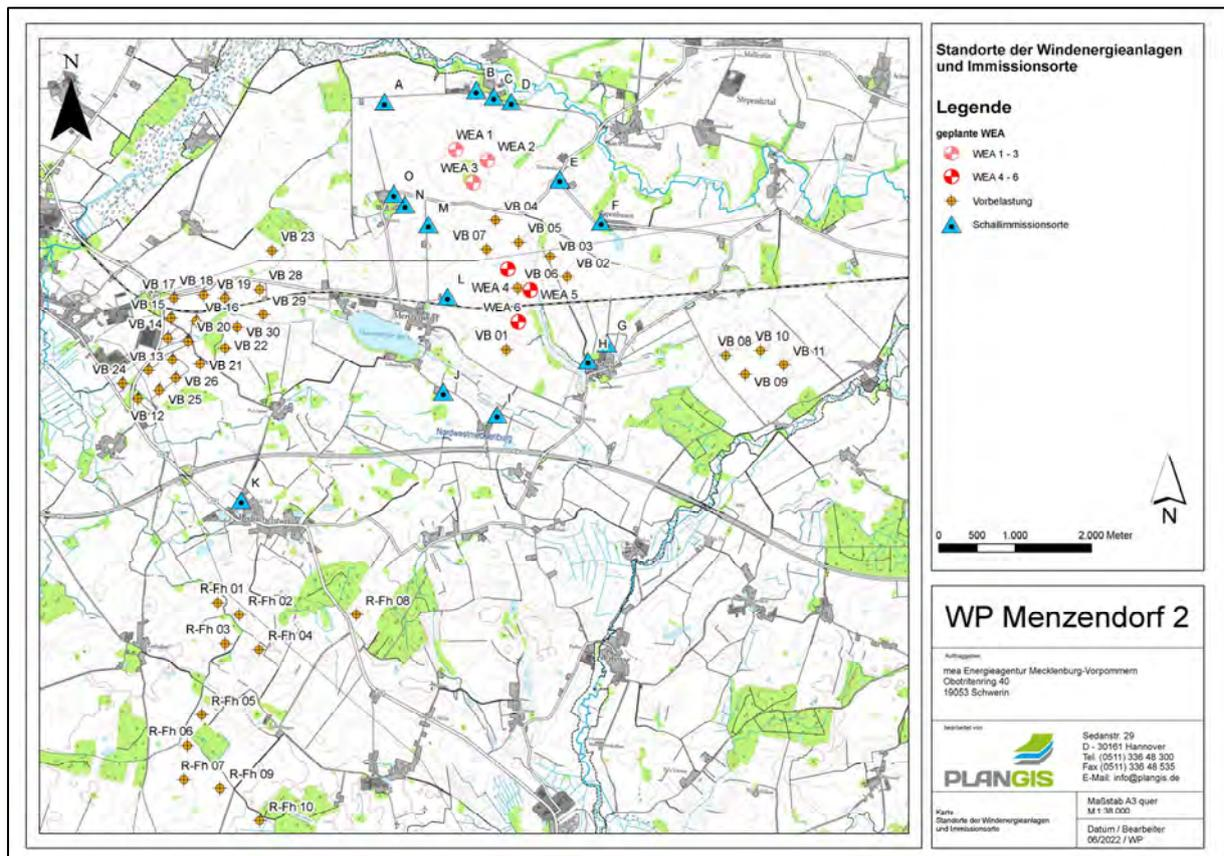 N
A
B
C
D
WEA 1
WEA 2
WEA 3
E
O
N
M
F
VB 04
VB 05
VB 07
VB 03
VB 23
VB 02
VB 06
WEA 4
WEA 5
WEA 6
L
VB 28
VB 17
VB 18
VB 19
VB 15
VB 16
VB 29
VB 14
VB 20
VB 30
VB 01
G
H
VB 22
VB 08
VB 10
VB 11
VB 09
VB 13
VB 21
VB 24
VB 26
VB 25
VB 12
J
I
Nordwestmecklenburg
K
R-Fh 01
R-Fh 02
R-Fh 08
R-Fh 03
R-Fh 04
R-Fh 05
R-Fh 06
R-Fh 07
R-Fh 09
R-Fh 10
Standorte der Windenergieanlagen
und Immissionsorte
Legende
geplante WEA
WEA 1 - 3
WEA 4 - 6
Vorbelastung
Schallimmissionsorte
N
0 500 1.000 2.000 Meter
WP Menzendorf 2
Auftraggeber:
mea Energieagentur Mecklenburg-Vorpommern
Obotritenring 40
19053 Schwerin
bearbeitet von:
PLANGIS
Sedanstr. 29
D - 30161 Hannover
Tel. (0511) 336 48 300
Fax (0511) 336 48 535
E-Mail: info@plangis.de
Karte
Standorte der Windenergieanlagen
und Immissionsorte
Maßstab A3 quer
M 1:38.000
Datum / Bearbeiter
06/2022 / WP